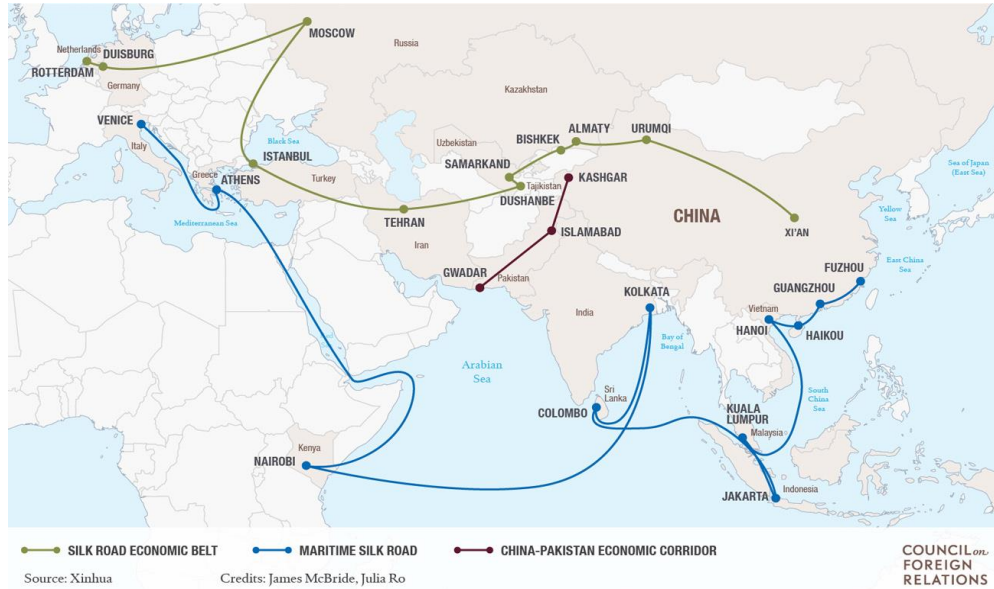 MOSCOW
Russia
Netherlands
DUISBURG
ROTTERDAM
Germany
Kazakhstan
VENICE
ALMATY
URUMQI
BISHKEK
Black Sea
Uzbekistan
Italy
ISTANBUL
SAMARKAND
Sea of Japan
(East Sea)
Greece
ATHENS
Turkey
Tajikistan
KASHGAR
DUSHANBE
Mediterranean Sea
TEHRAN
CHINA
Yellow
Sea
XI'AN
ISLAMABAD
Iran
East China
Sea
GWADAR
Pakistan
FUZHOU
GUANGZHOU
KOLKATA
India
Vietnam
HANOI
HAIKOU
Bay of
Bengal
Arabian
Sea
Sri
Lanka
COLOMBO
South
China
Sea
KUALA
LUMPUR
Malaysia
Kenya
NAIROBI
JAKARTA
Indonesia
SILK ROAD ECONOMIC BELT
MARITIME SILK ROAD
CHINA-PAKISTAN ECONOMIC CORRIDOR
Source: Xinhua
Credits: James McBride, Julia Ro
COUNCIL on
FOREIGN
RELATIONS